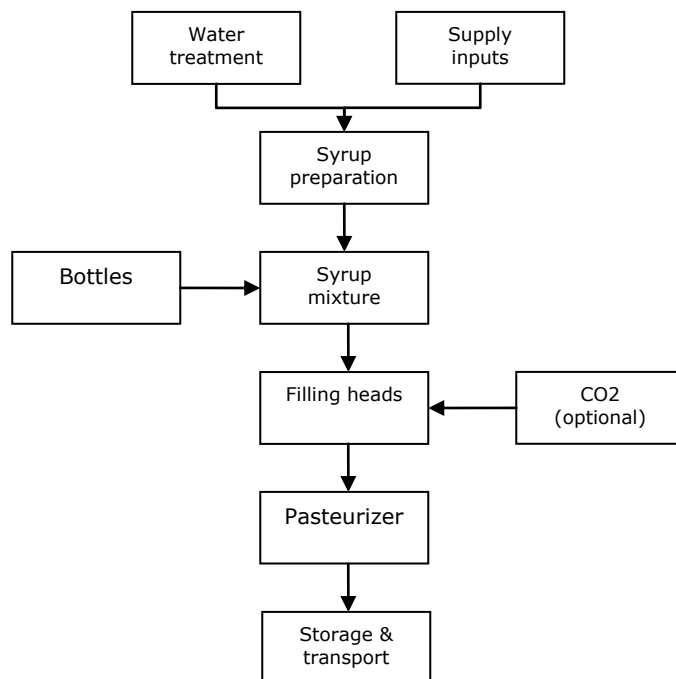 Water
treatment
Supply
inputs
Syrup
preparation
Bottles
Syrup
mixture
Filling heads
CO2
(optional)
Pasteurizer
Storage &
transport